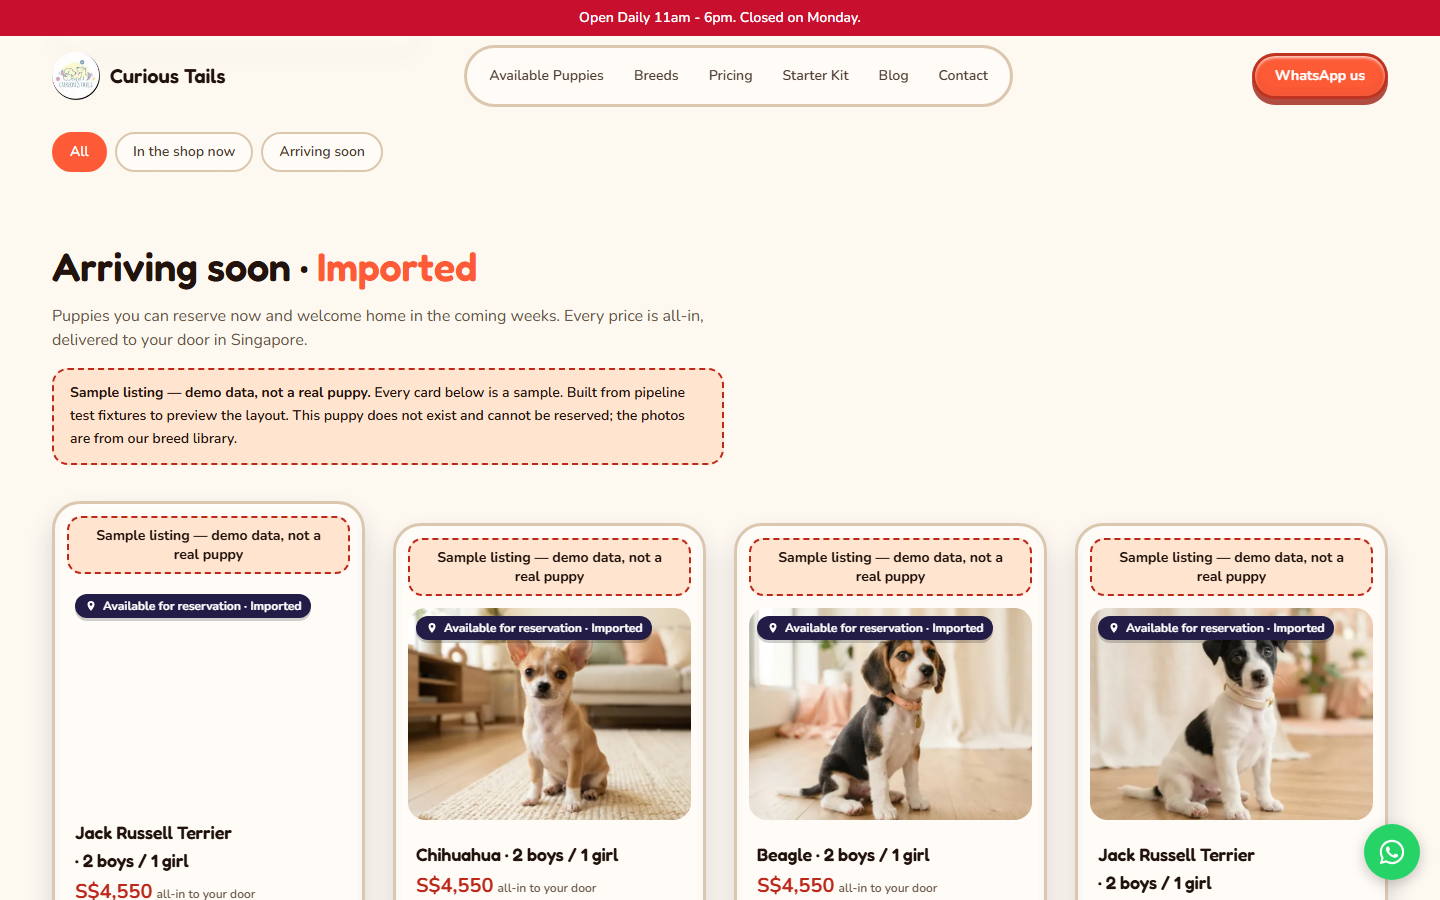 Open Daily 11am - 6pm. Closed on Monday.
Curious Tails
Available Puppies
Breeds
Pricing
Starter Kit
Blog
Contact
WhatsApp us
All
In the shop now
Arriving soon
Arriving soon · Imported
Puppies you can reserve now and welcome home in the coming weeks. Every price is all-in,
delivered to your door in Singapore.
Sample listing — demo data, not a real puppy. Every card below is a sample. Built from pipeline
test fixtures to preview the layout. This puppy does not exist and cannot be reserved; the photos
are from our breed library.
Sample listing — demo data, not a
real puppy
Available for reservation · Imported
Jack Russell Terrier
· 2 boys / 1 girl
S$4,550 all-in to your door
Sample listing — demo data, not a
real puppy
Available for reservation · Imported
Chihuahua · 2 boys / 1 girl
S$4,550 all-in to your door
Sample listing — demo data, not a
real puppy
Available for reservation · Imported
Beagle · 2 boys / 1 girl
S$4,550 all-in to your door
Sample listing — demo data, not a
real puppy
Available for reservation · Imported
Jack Russell Terrier
· 2 boys / 1 girl